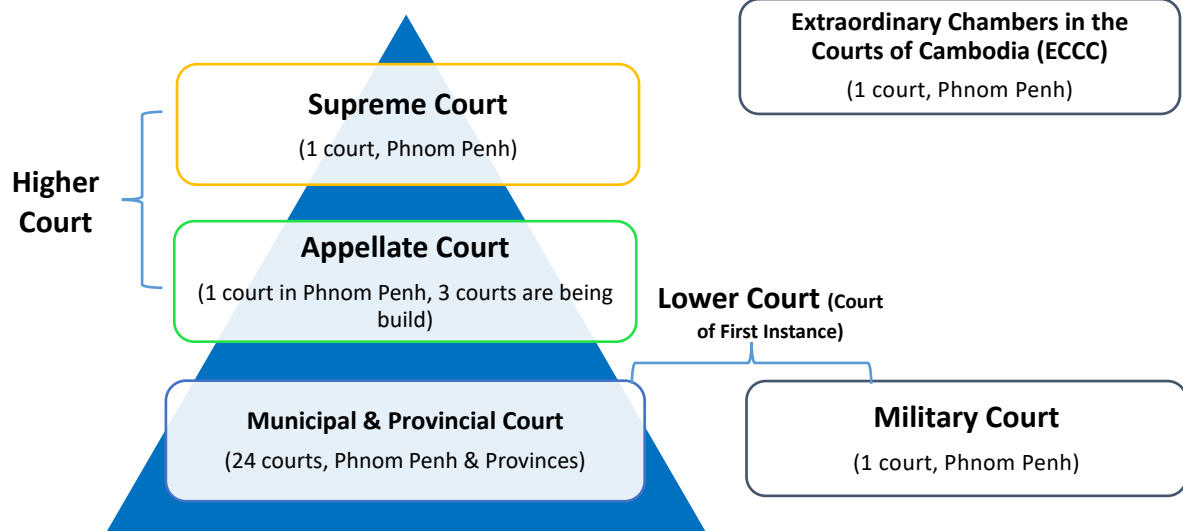 Extraordinary Chambers in the
Courts of Cambodia (ECCC)
(1 court, Phnom Penh)
Supreme Court
(1 court, Phnom Penh)
Higher
Court
Appellate Court
(1 court in Phnom Penh, 3 courts are being
build)
Lower Court (Court
of First Instance)
Municipal & Provincial Court
(24 courts, Phnom Penh & Provinces)
Military Court
(1 court, Phnom Penh)